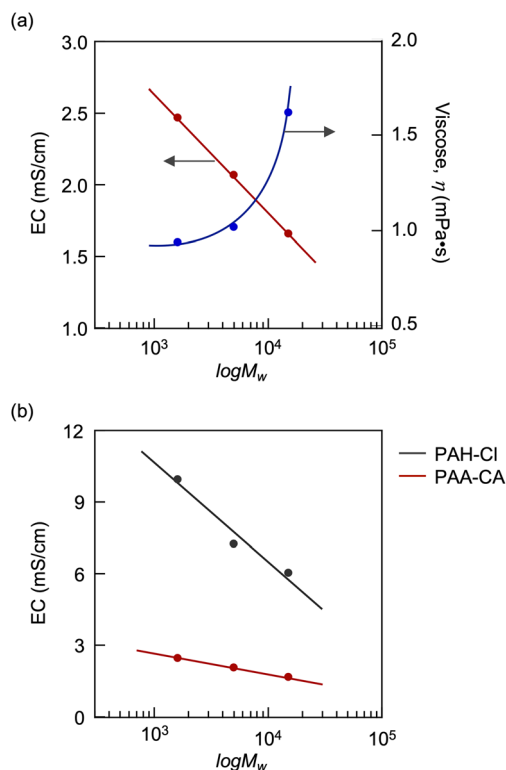 (a)
3.0
2.5
2.0
1.5
1.0
EC (mS/cm)
2.0
1.5
1.0
0.5
Viscose, η (mPa•s)
10³
10⁴
10⁵
logMw
(b)
12
9
6
3
0
EC (mS/cm)
PAH-Cl
PAA-CA
10³
10⁴
10⁵
logMw